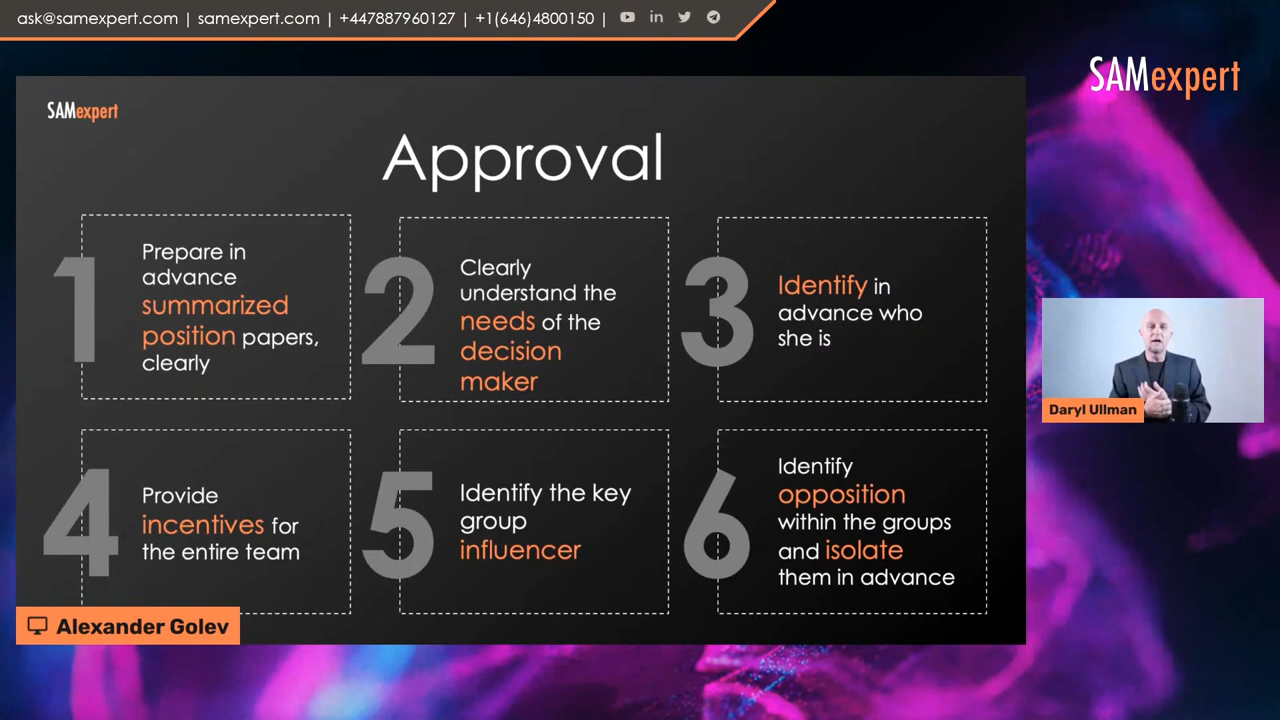 ask@samexpert.com | samexpert.com | +447887960127 | +1(646)4800150 |
SAMexpert
SAMexpert
Approval
1
Prepare in
advance
summarized
position papers,
clearly
2
Clearly
understand the
needs of the
decision
maker
3
Identify in
advance who
she is
4
Provide
incentives for
the entire team
5
Identify the key
group
influencer
6
Identify
opposition
within the groups
and isolate
them in advance
Daryl Ullman
Alexander Golev